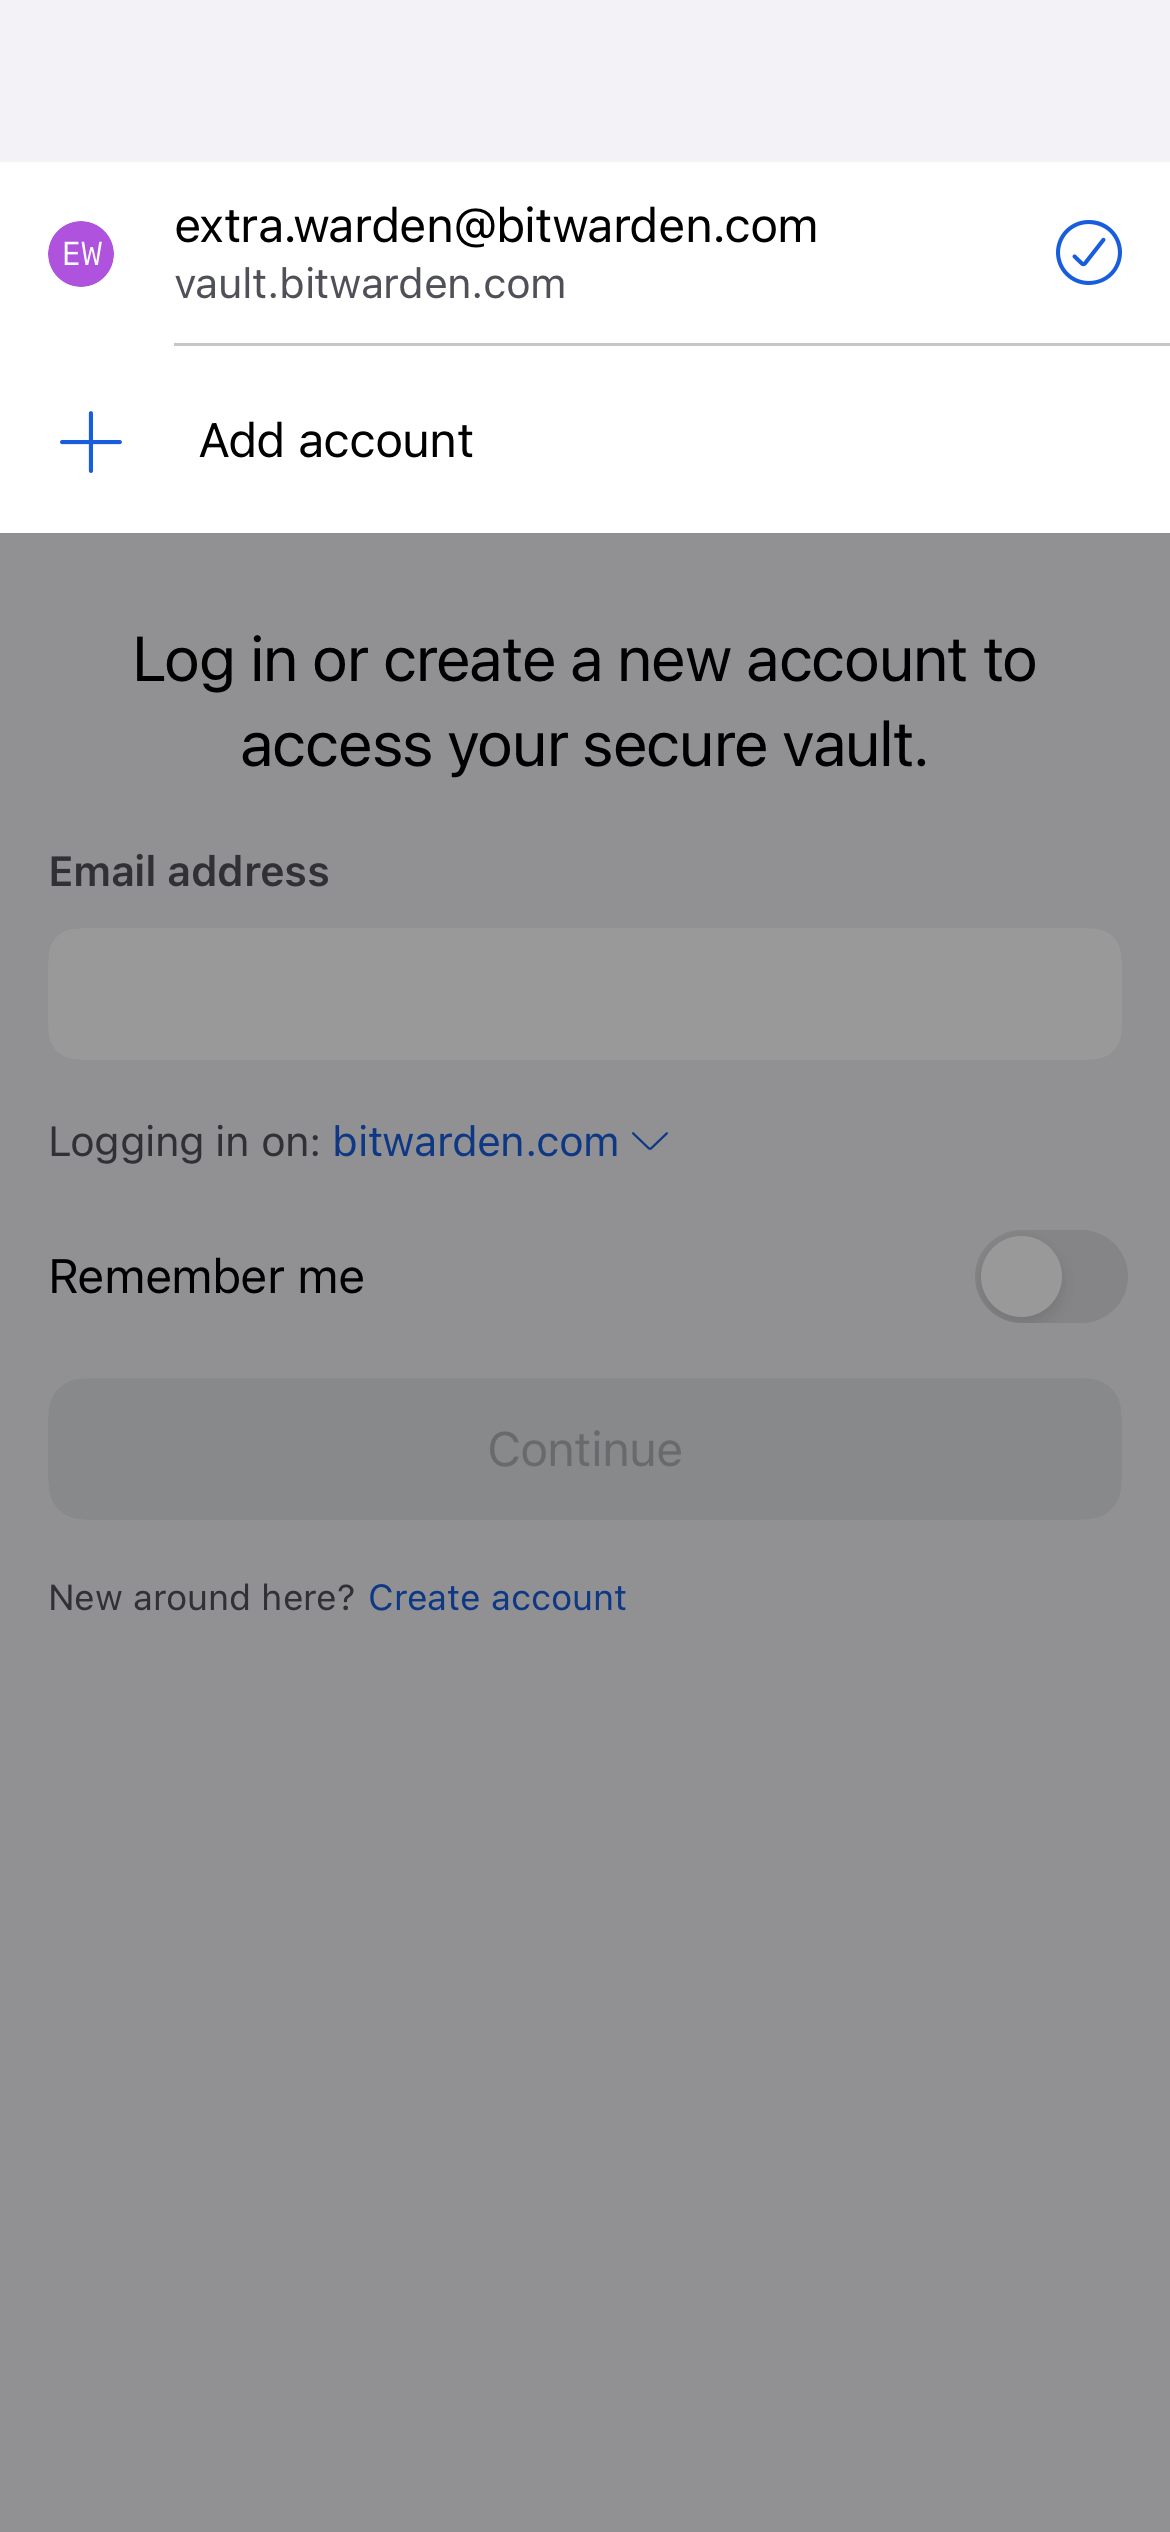 EW
extra.warden@bitwarden.com
vault.bitwarden.com
Add account
Log in or create a new account to
access your secure vault.
Email address
Logging in on: bitwarden.com
Remember me
Continue
New around here? Create account